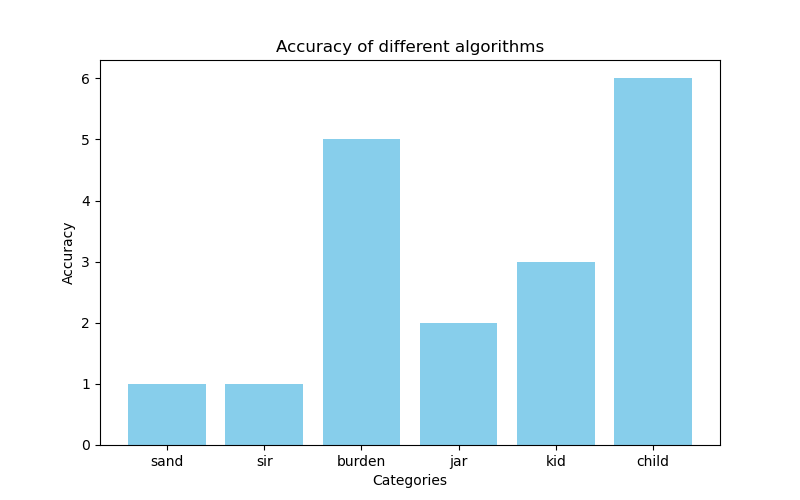 Accuracy of different algorithms
Accuracy
6
5
4
3
2
1
0
sand sir burden jar kid child
Categories